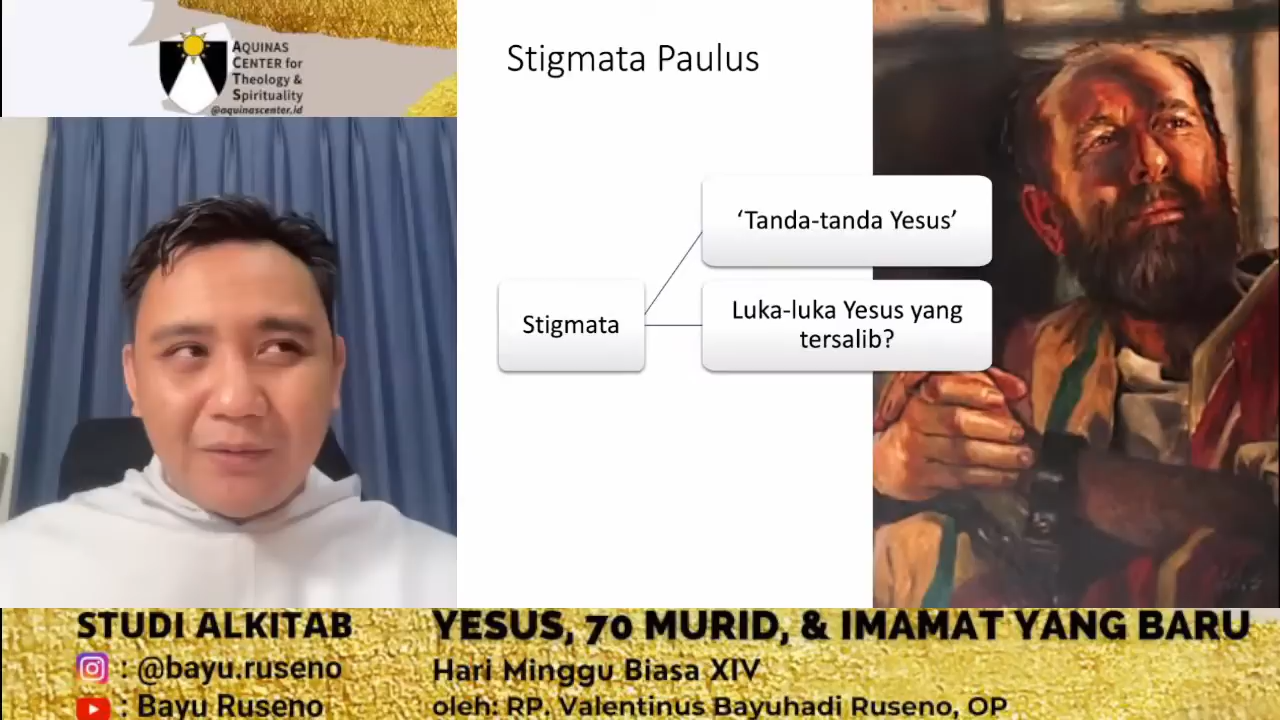 AQUINAS
CENTER for
Theology &
Spirituality
@aquinascenter.id
Stigmata Paulus
‘Tanda-tanda Yesus’
Stigmata
Luka-luka Yesus yang
tersalib?
STUDI ALKITAB
: @bayu.ruseno
: Bayu Ruseno
YESUS, 70 MURID, & IMAMAT YANG BARU
Hari Minggu Biasa XIV
oleh: RP. Valentinus Bayuhadi Ruseno, OP